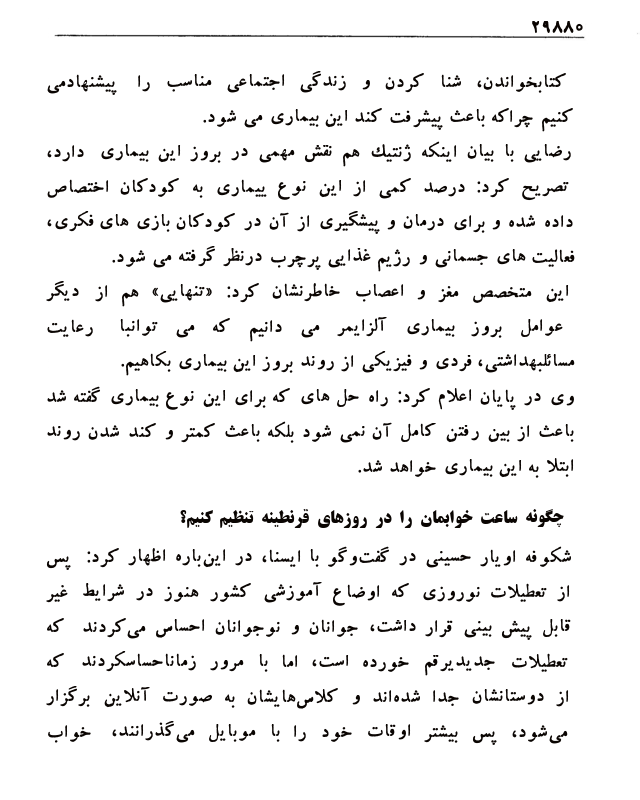 ۲۹۸۸۰
کتابخواندن، شنا کردن و زندگی اجتماعی مناسب را پیشنهادمی
کنیم چراکه باعث پیشرفت کند این بیماری می شود.
رضایی با بیان اینکه ژنتیك هم نقش مهمی در بروز این بیماری دارد،
تصریح کرد: درصد کمی از این نوع بیماری به کودکان اختصاص
داده شده و برای درمان و پیشگیری از آن در کودکان بازی های فکری،
فعالیت های جسمانی و رژیم غذایی پرچرب درنظر گرفته می شود.
این متخصص مغز و اعصاب خاطرنشان کرد: «تنهایی» هم از دیگر
عوامل بروز بیماری آلزایمر می دانیم که می توانبا رعایت
مسائلبهداشتی، فردی و فیزیکی از روند بروز این بیماری بکاهیم.
وی در پایان اعلام کرد: راه حل های که برای این نوع بیماری گفته شد
باعث از بین رفتن کامل آن نمی شود بلکه باعث کمتر و کند شدن روند
ابتلا به این بیماری خواهد شد.
چگونه ساعت خوابمان را در روزهای قرنطینه تنظیم کنیم؟
شکوفه اویار حسینی در گفت‌وگو با ایسنا، در این‌باره اظهار کرد: پس
از تعطیلات نوروزی که اوضاع آموزشی کشور هنوز در شرایط غیر
قابل پیش بینی قرار داشت، جوانان و نوجوانان احساس می‌کردند که
تعطیلات جدیدیرقم خورده است، اما با مرور زماناحساسکردند که
از دوستانشان جدا شده‌اند و کلاس‌هایشان به صورت آنلاین برگزار
می‌شود، پس بیشتر اوقات خود را با موبایل می‌گذرانند، خواب